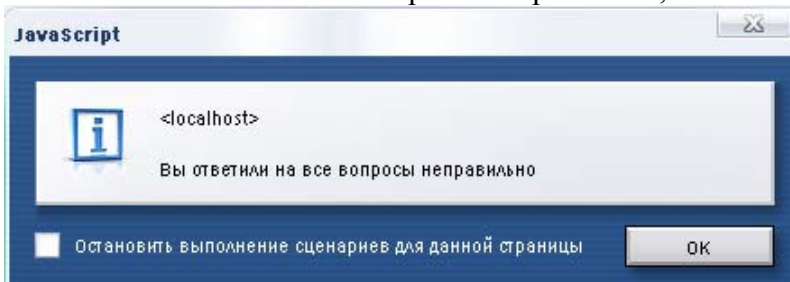 JavaScript
<localhost>
Вы ответили на все вопросы неправильно
Остановить выполнение сценариев для данной страницы
OK